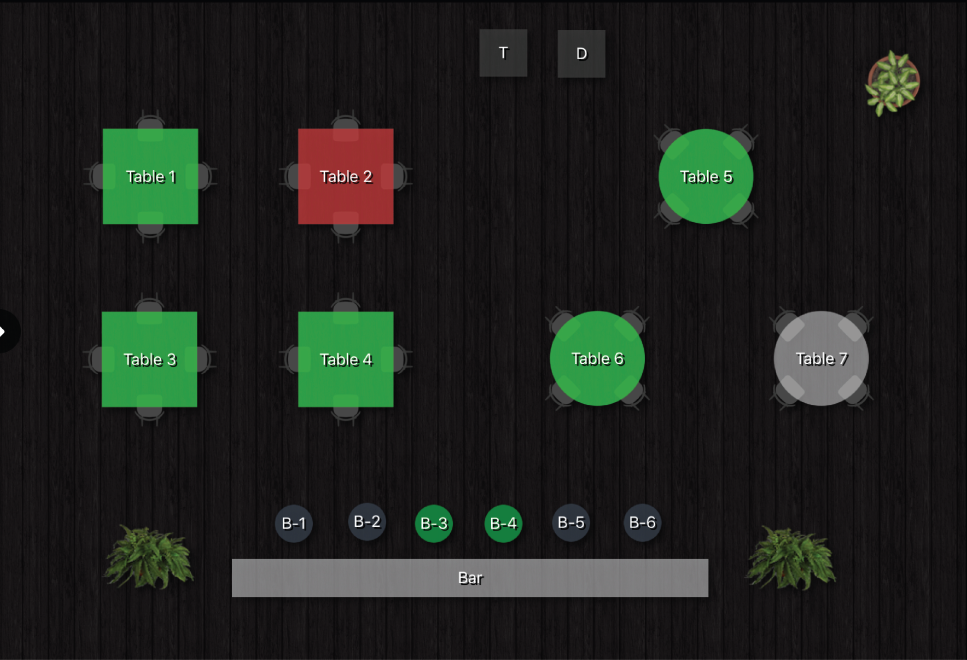 T
D
Table 1
Table 2
Table 5
Table 3
Table 4
Table 6
Table 7
B-1
B-2
B-3
B-4
B-5
B-6
Bar